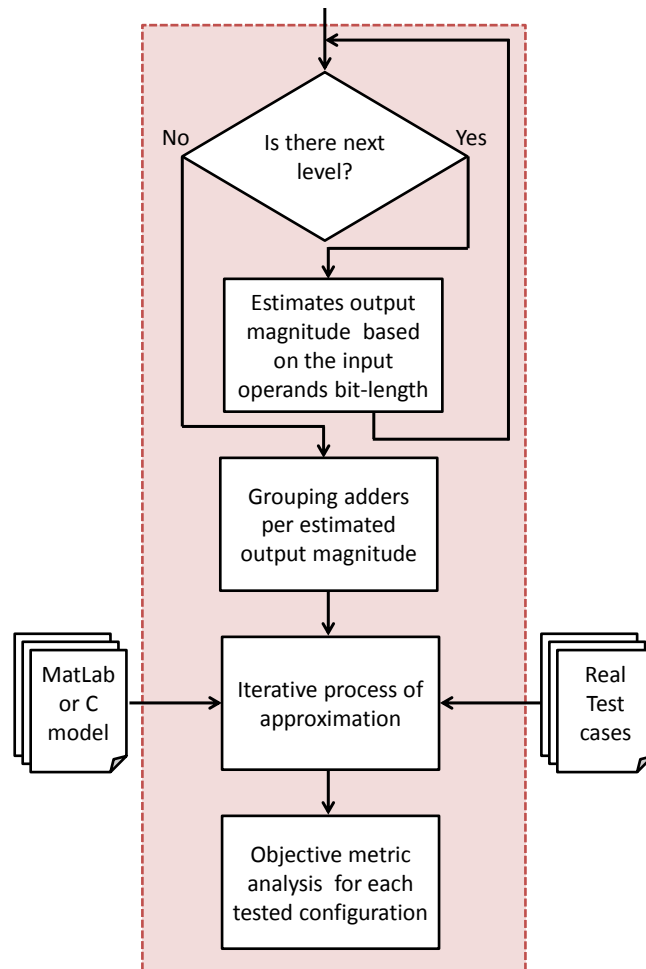 No
Is there next
level?
Yes
Estimates output
magnitude based
on the input
operands bit-length
Grouping adders
per estimated
output magnitude
MatLab
or C
model
Iterative process of
approximation
Real
Test
cases
Objective metric
analysis for each
tested configuration